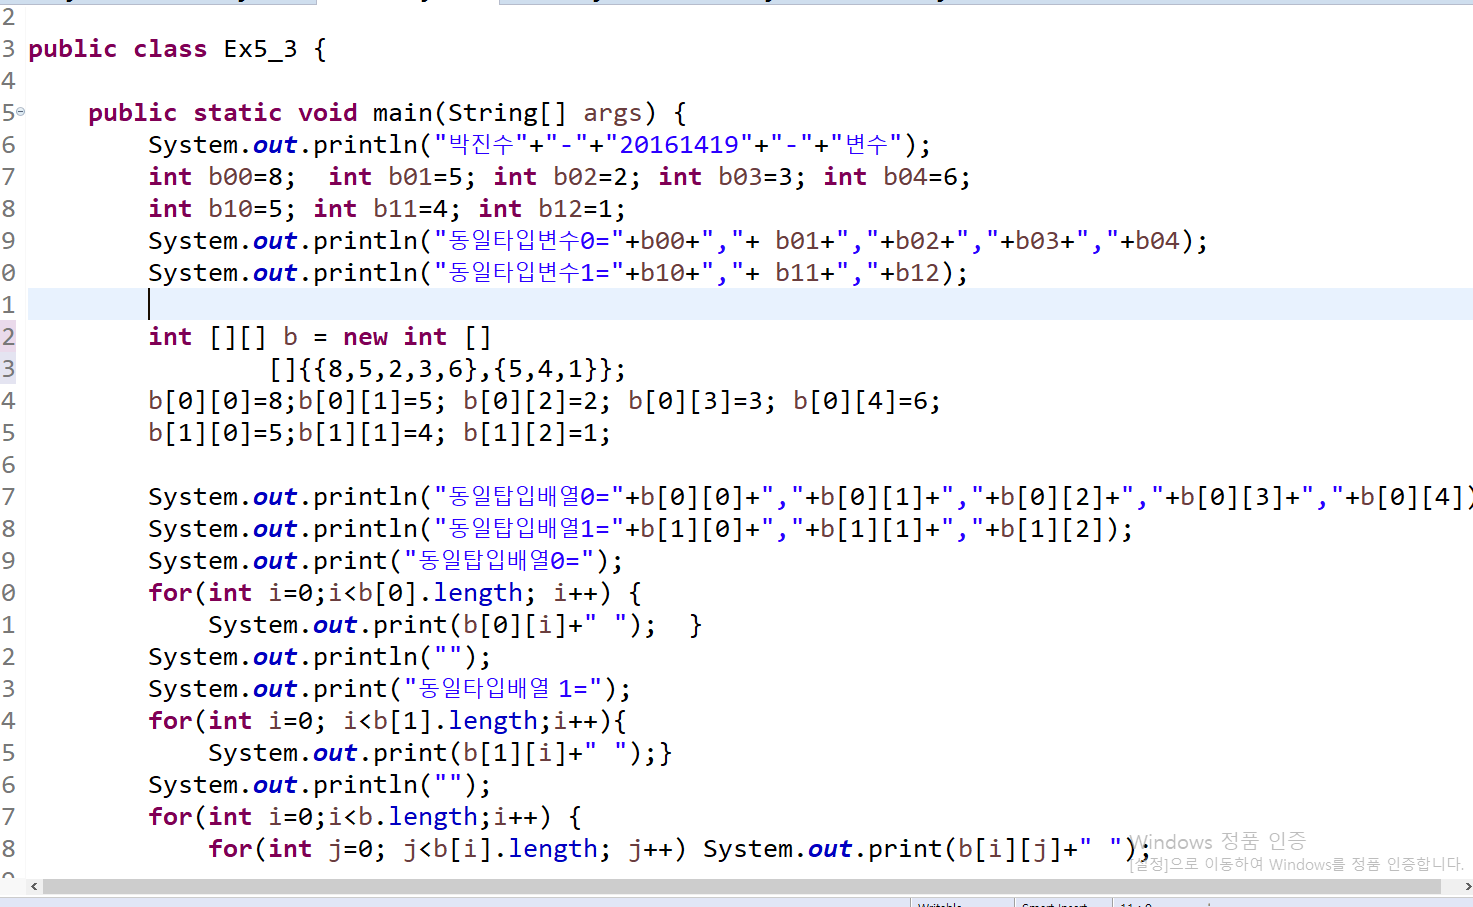 2
3 public class Ex5_3 {
4
5 public static void main(String[] args) {
6 System.out.println("박진수"+"-"+"20161419"+"-"+"변수");
7 int b00=8;  int b01=5; int b02=2; int b03=3; int b04=6;
8 int b10=5; int b11=4; int b12=1;
9 System.out.println("동일타입변수0="+b00+","+ b01+","+b02+","+b03+","+b04);
0 System.out.println("동일타입변수1="+b10+","+ b11+","+b12);
1
2 int [][] b = new int []
3 []{{8,5,2,3,6},{5,4,1}};
4 b[0][0]=8;b[0][1]=5; b[0][2]=2; b[0][3]=3; b[0][4]=6;
5 b[1][0]=5;b[1][1]=4; b[1][2]=1;
6
7 System.out.println("동일탑입배열0="+b[0][0]+","+b[0][1]+","+b[0][2]+","+b[0][3]+","+b[0][4])
8 System.out.println("동일탑입배열1="+b[1][0]+","+b[1][1]+","+b[1][2]);
9 System.out.print("동일탑입배열0=");
0 for(int i=0;i<b[0].length; i++) {
1 System.out.print(b[0][i]+" ");  }
2 System.out.println("");
3 System.out.print("동일타입배열 1=");
4 for(int i=0; i<b[1].length;i++){
5 System.out.print(b[1][i]+" ");}
6 System.out.println("");
7 for(int i=0;i<b.length;i++) {
8 for(int j=0; j<b[i].length; j++) System.out.print(b[i][j]+" ");
Windows 정품 인증
[설정]으로 이동하여 Windows를 정품 인증합니다.